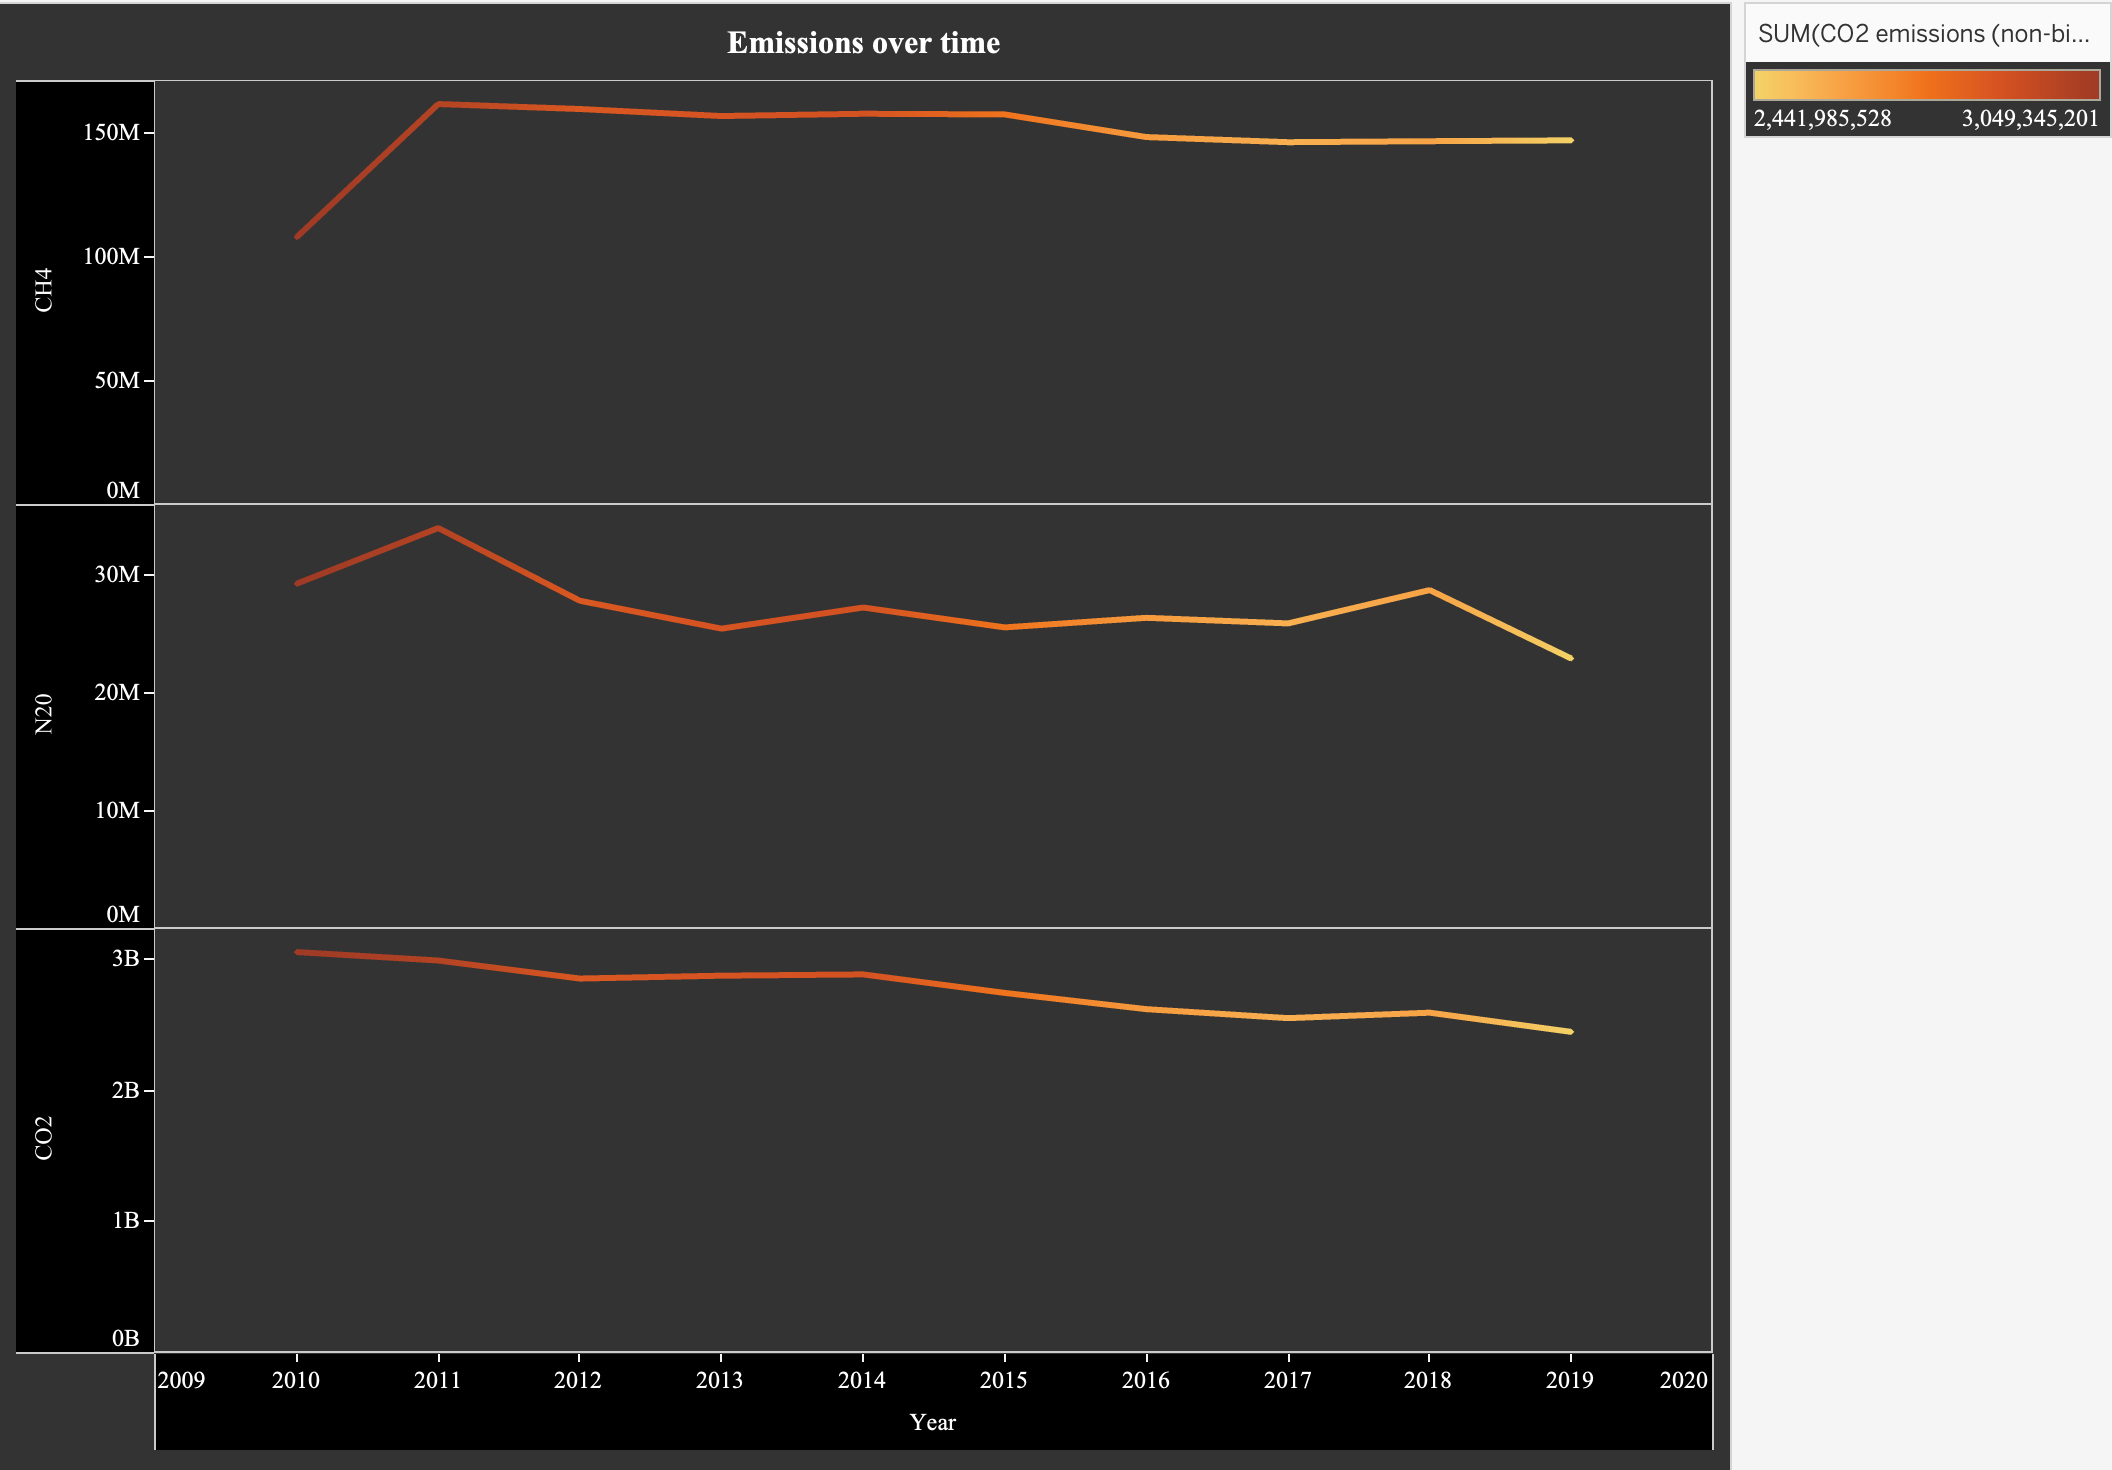 Emissions over time
SUM(CO2 emissions (non-bi...
2,441,985,528 3,049,345,201
CH4
150M
100M
50M
0M
N20
30M
20M
10M
0M
CO2
3B
2B
1B
0B
2009 2010 2011 2012 2013 2014 2015 2016 2017 2018 2019 2020
Year